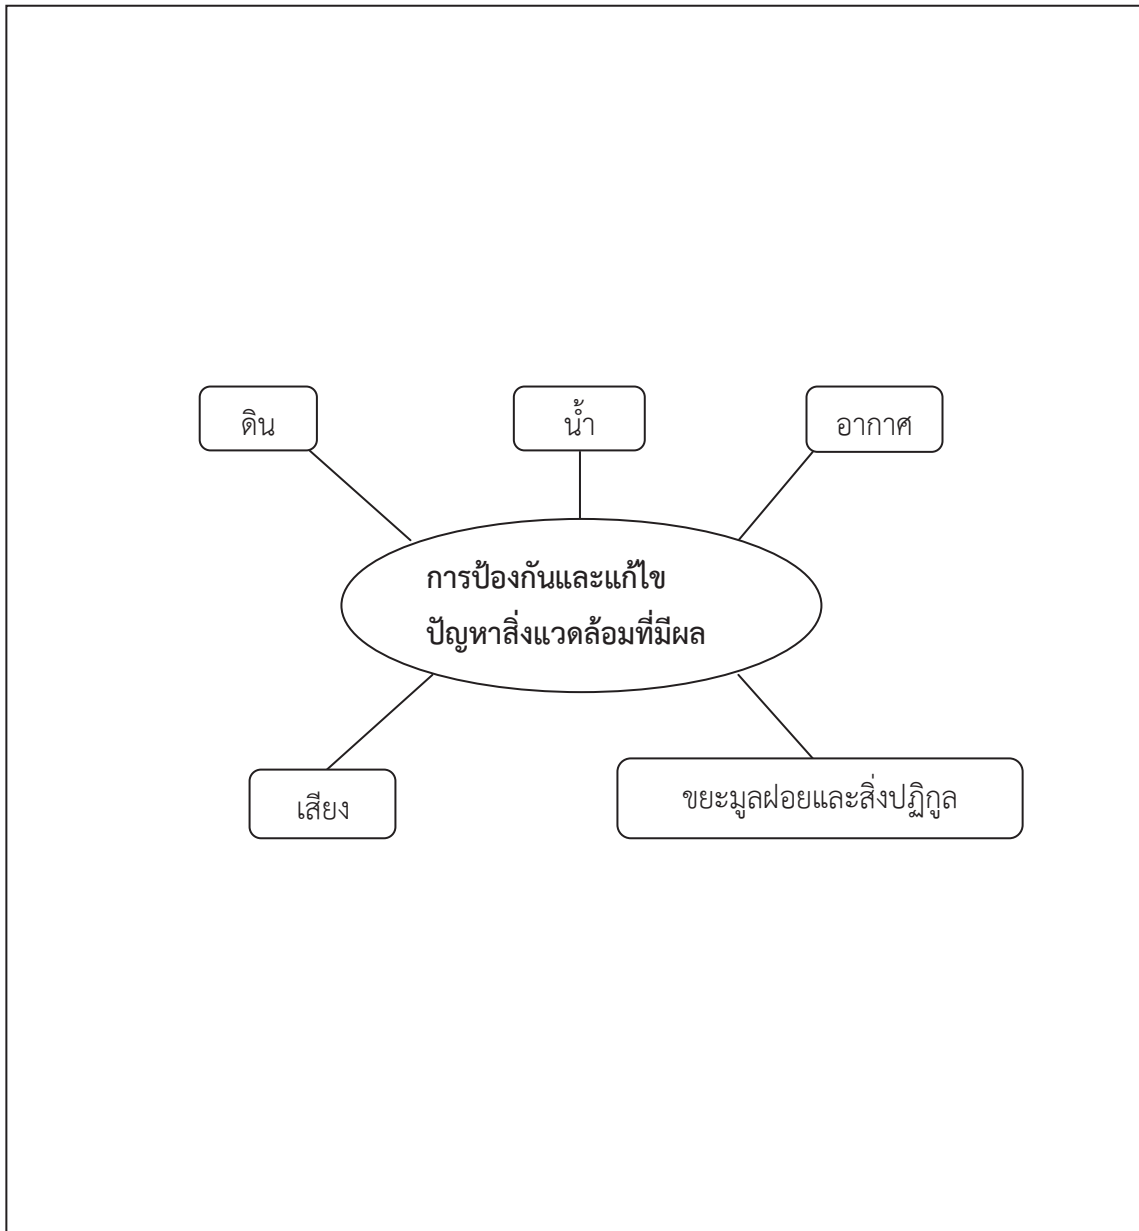 ดิน
น้ำ
อากาศ
การป้องกันและแก้ไข
ปัญหาสิ่งแวดล้อมที่มีผล
เสียง
ขยะมูลฝอยและสิ่งปฏิกูล